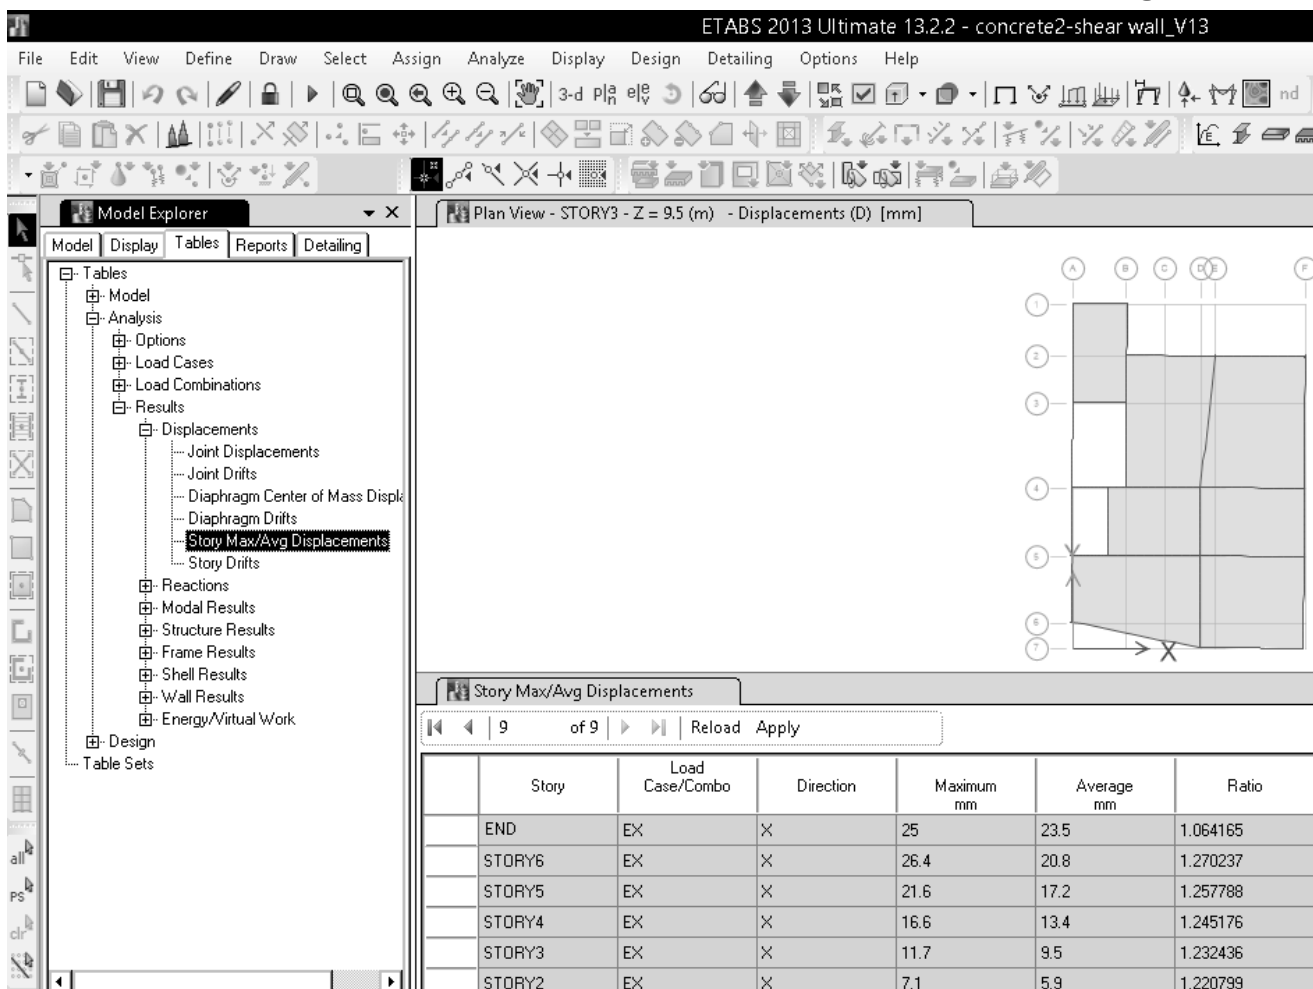 ETABS 2013 Ultimate 13.2.2 - concrete2-shear wall_V13
File Edit View Define Draw Select Assign Analyze Display Design Detailing Options Help
3-d nd
Model Explorer
Model Display Tables Reports Detailing
Tables
Model
Analysis
Options
Load Cases
Load Combinations
Results
Displacements
Joint Displacements
Joint Drifts
Diaphragm Center of Mass Displa
Diaphragm Drifts
Story Max/Avg Displacements
Story Drifts
Reactions
Modal Results
Structure Results
Frame Results
Shell Results
Wall Results
Energy/Virtual Work
Design
Table Sets
all
PS
clr
Plan View - STORY3 - Z = 9.5 (m) - Displacements (D) [mm]
A B C D E F
1
2
3
4
5
6
7
X
Story Max/Avg Displacements
9 of 9 Reload Apply
Story Load Case/Combo Direction Maximum mm Average mm Ratio
END EX X 25 23.5 1.064165
STORY6 EX X 26.4 20.8 1.270237
STORY5 EX X 21.6 17.2 1.257788
STORY4 EX X 16.6 13.4 1.245176
STORY3 EX X 11.7 9.5 1.232436
STORY2 EX X 7.1 5.9 1.220799